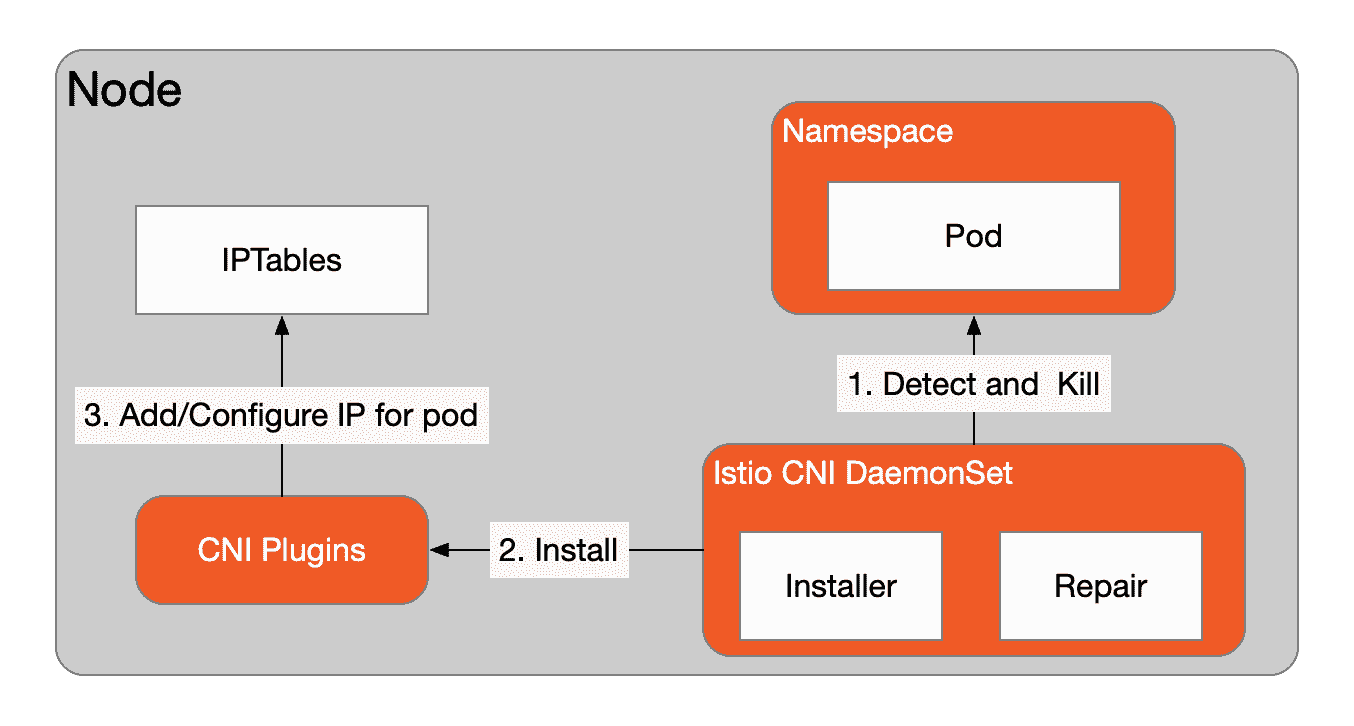 Node
Namespace
Pod
IPTables
1. Detect and  Kill
3. Add/Configure IP for pod
Istio CNI DaemonSet
CNI Plugins
2. Install
Installer
Repair